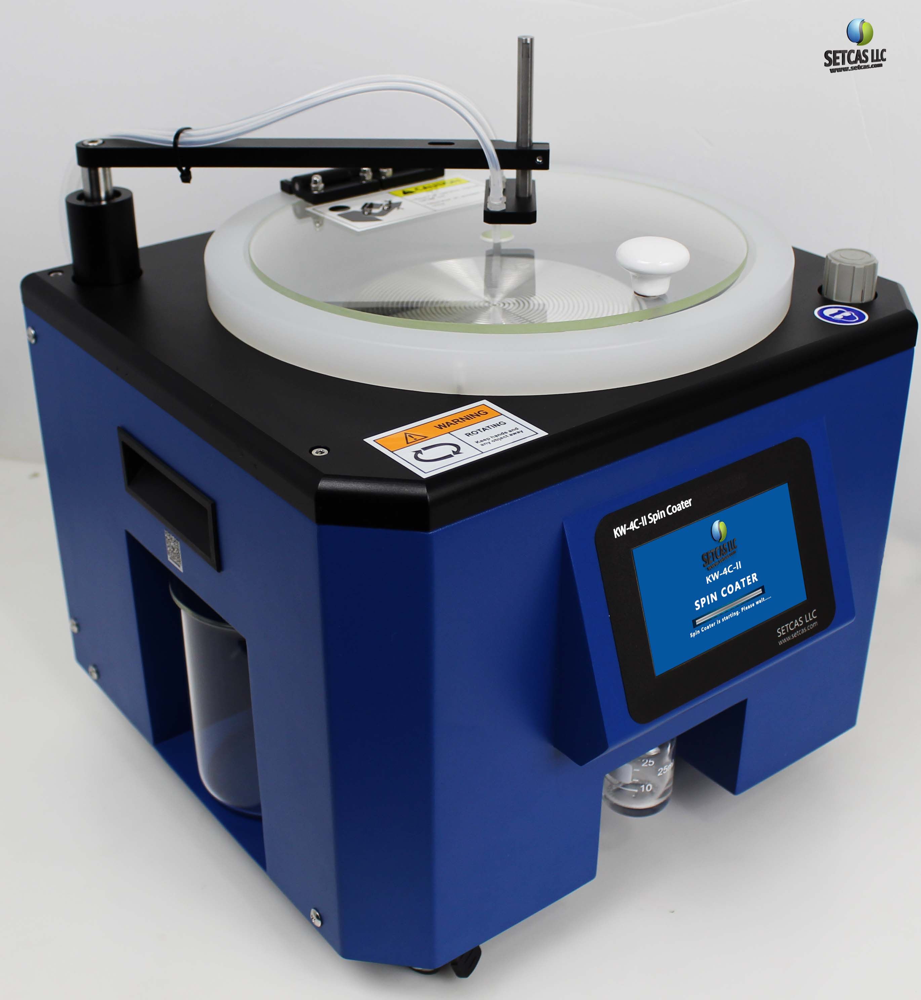 SETCAS LLC
www.setcas.com
CAUTION
WARNING
ROTATING
Keep hands and
any object away
KW-4C-II Spin Coater
SETCAS LLC
www.setcas.com
KW-4C-II
SPIN COATER
Spin Coater is starting. Please wait.....
SETCAS LLC
www.setcas.com
25
25ml
10